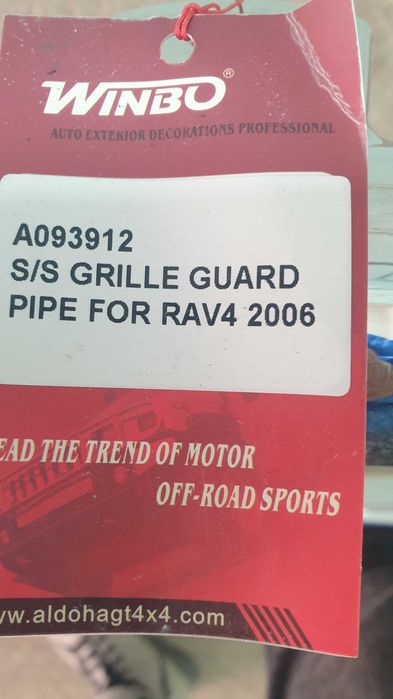 WINBO®
AUTO EXTERIOR DECORATIONS PROFESSIONAL
A093912
S/S GRILLE GUARD
PIPE FOR RAV4 2006
EAD THE TREND OF MOTOR
OFF-ROAD SPORTS
w.aldohagt4x4.com